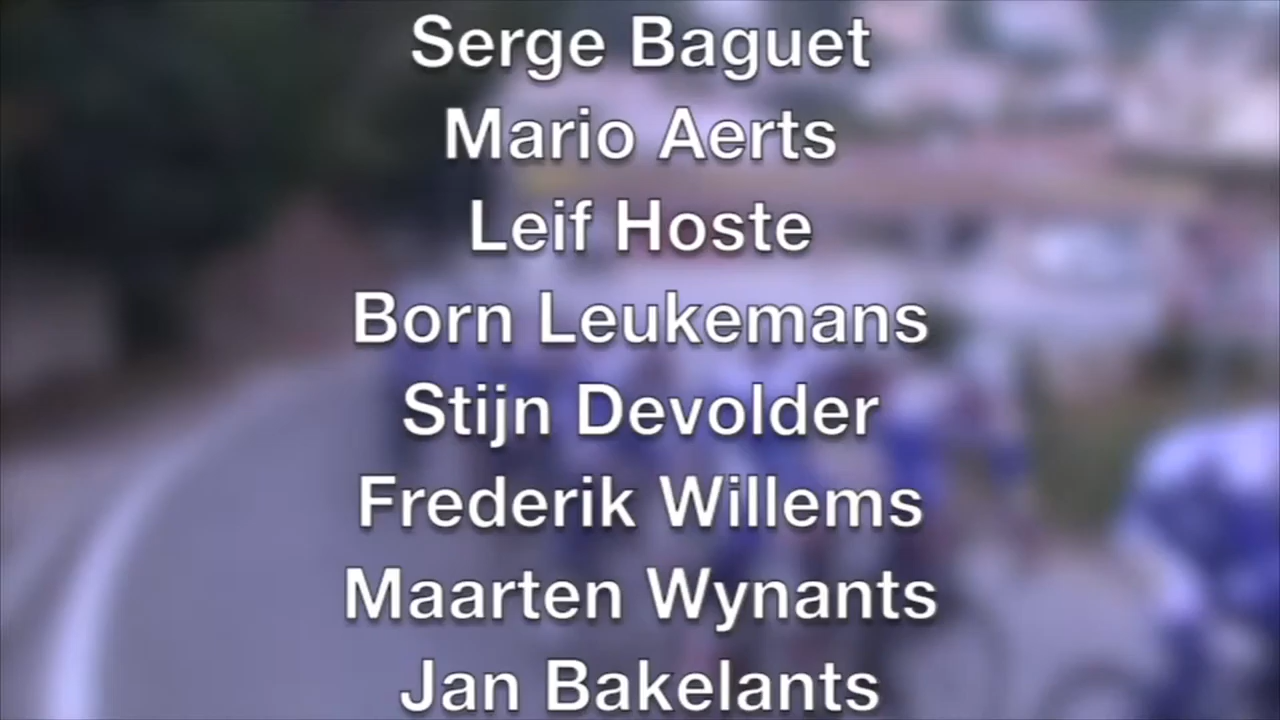 Serge Baguet
Mario Aerts
Leif Hoste
Born Leukemans
Stijn Devolder
Frederik Willems
Maarten Wynants
Jan Bakelants